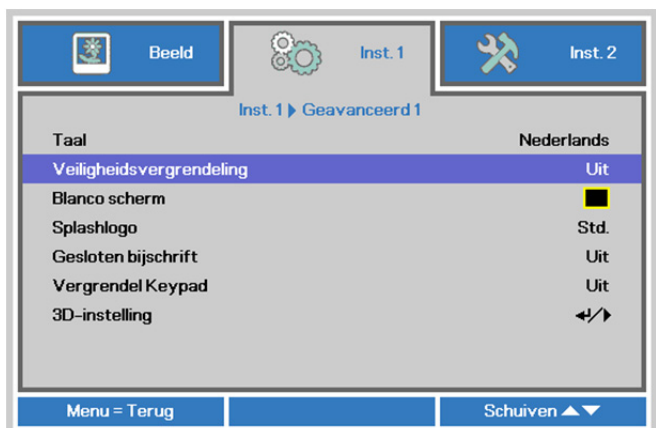 Beeld Inst. 1 Inst. 2
Inst. 1 Geavanceerd 1
Taal Nederlands
Veiligheidsvergrendeling Uit
Blanco scherm
Splashlogo Std.
Gesloten bijschrift Uit
Vergrendel Keypad Uit
3D-instelling
Menu = Terug Schuiven